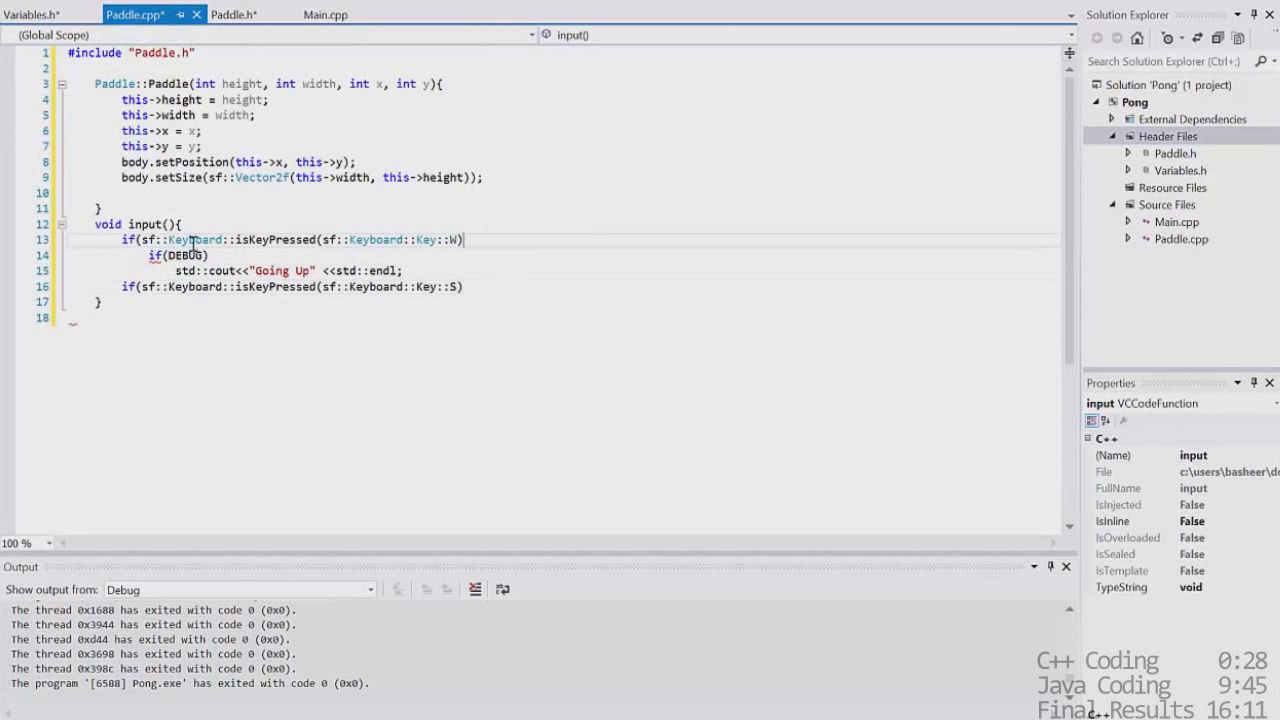 Variables.h*
Paddle.cpp*
Paddle.h*
Main.cpp
Solution Explorer
(Global Scope)
input()
Search Solution Explorer (Ctrl+;)
1 #include "Paddle.h"
2
3 Paddle::Paddle(int height, int width, int x, int y){
4 this->height = height;
5 this->width = width;
6 this->x = x;
7 this->y = y;
8 body.setPosition(this->x, this->y);
9 body.setSize(sf::Vector2f(this->width, this->height));
10
11 }
12 void input(){
13 if(sf::Keyboard::isKeyPressed(sf::Keyboard::Key::W)
14 if(DEBUG)
15 std::cout<<"Going Up" <<std::endl;
16 if(sf::Keyboard::isKeyPressed(sf::Keyboard::Key::S)
17 }
18
Solution 'Pong' (1 project)
Pong
External Dependencies
Header Files
Paddle.h
Variables.h
Resource Files
Source Files
Main.cpp
Paddle.cpp
Properties
input VCCodeFunction
C++
(Name) input
File c:\users\basheer\do
FullName input
IsInjected False
IsInline False
IsOverloaded False
IsSealed False
IsTemplate False
TypeString void
100 %
Output
Show output from: Debug
The thread 0x1688 has exited with code 0 (0x0).
The thread 0x3944 has exited with code 0 (0x0).
The thread 0xd44 has exited with code 0 (0x0).
The thread 0x3698 has exited with code 0 (0x0).
The thread 0x398c has exited with code 0 (0x0).
The program '[6588] Pong.exe' has exited with code 0 (0x0).
C++ Coding 0:28
Java Coding 9:45
Final Results 16:11
C++